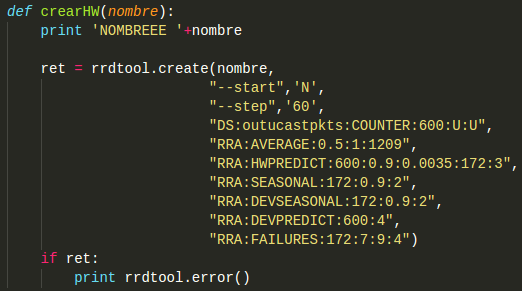 def crearHW(nombre):
    print 'NOMBREEE '+nombre

    ret = rrdtool.create(nombre,
                        "--start",'N',
                        "--step",'60',
                        "DS:outucastpkts:COUNTER:600:U:U",
                        "RRA:AVERAGE:0.5:1:1209",
                        "RRA:HWPREDICT:600:0.9:0.0035:172:3",
                        "RRA:SEASONAL:172:0.9:2",
                        "RRA:DEVSEASONAL:172:0.9:2",
                        "RRA:DEVPREDICT:600:4",
                        "RRA:FAILURES:172:7:9:4")
    if ret:
        print rrdtool.error()